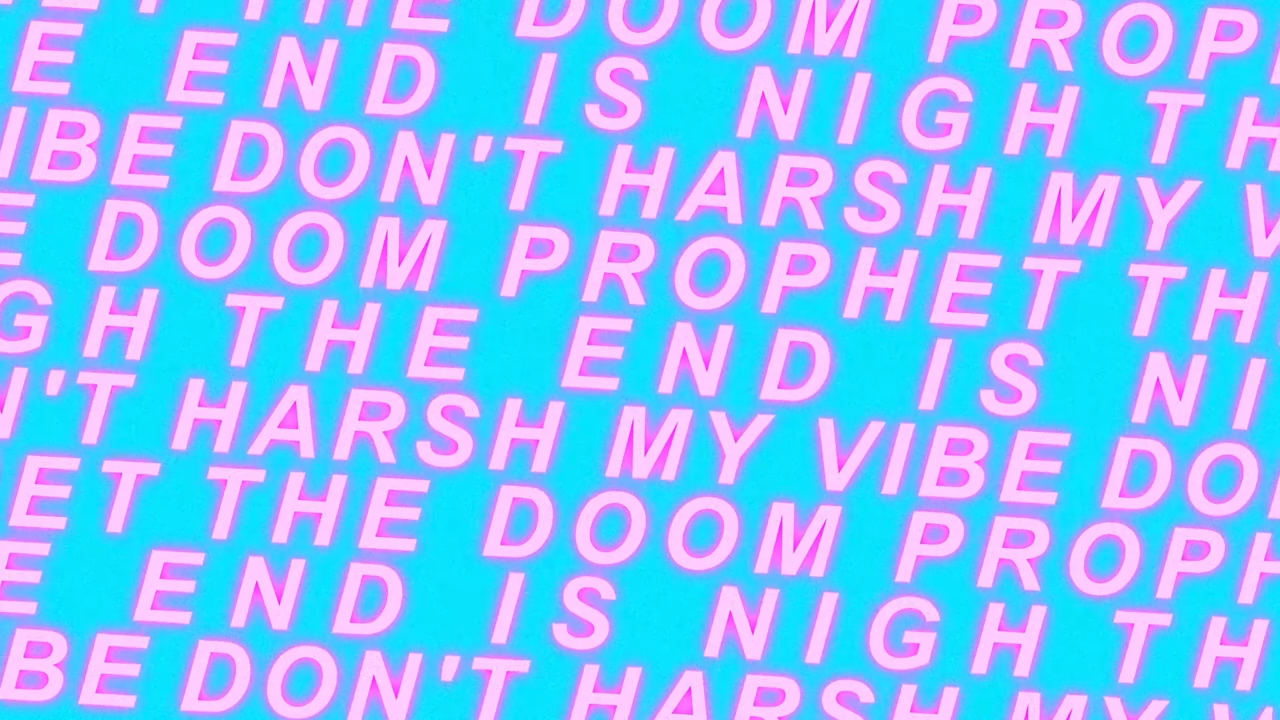 THE DOOM PROP
E END IS NIGH TH
IBE DON'T HARSH MY V
E DOOM PROPHET TH
GH THE END IS NI
N'T HARSH MY VIBE DO
ET THE DOOM PROPH
E END IS NIGH TH
BE DON'T HARSH MY V